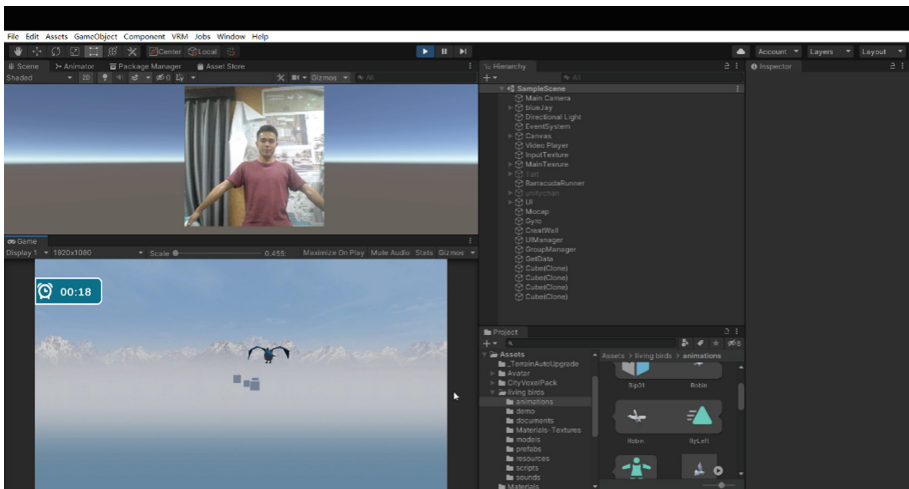 File Edit Assets GameObject Component VRM Jobs Window Help
Center Local
Account Layers Layout
Scene Animator Package Manager Asset Store
Shaded 2D Gizmos All
Game
Display 1 1920x1080 Scale 0.455 Maximize On Play Mute Audio Stats Gizmos
00:18
Hierarchy
All
SampleScene
Main Camera
blueJay
Directional Light
EventSystem
Canvas
Video Player
InputTexture
MainTexture
BarracudaRunner
unitychan
UI
Mocap
Gyro
CreatWall
UIManager
GroupManager
GetData
Cube(Clone)
Cube(Clone)
Cube(Clone)
Cube(Clone)
Inspector
Project
Assets
_TerrainAutoUpgrade
Avatar
CityVoxelPack
living birds
animations
demo
documents
Materials-Textures
models
prefabs
resources
scripts
sounds
Materials
Assets > living birds > animations
Robin
Robin flyLeft